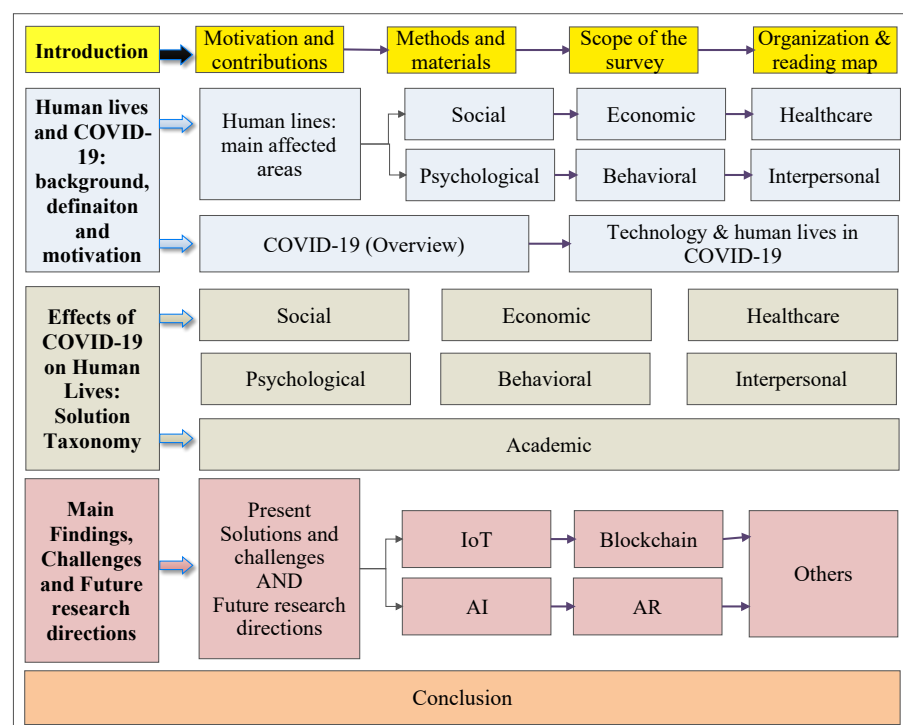 Introduction
Motivation and
contributions
Methods and
materials
Scope of the
survey
Organization &
reading map
Human lives
and COVID-
19:
background,
definaiton
and
motivation
Human lines:
main affected
areas
Social
Economic
Healthcare
Psychological
Behavioral
Interpersonal
COVID-19 (Overview)
Technology & human lives in
COVID-19
Effects of
COVID-19
on Human
Lives:
Solution
Taxonomy
Social
Economic
Healthcare
Psychological
Behavioral
Interpersonal
Academic
Main
Findings,
Challenges
and Future
research
directions
Present
Solutions and
challenges
AND
Future research
directions
IoT
Blockchain
AI
AR
Others
Conclusion